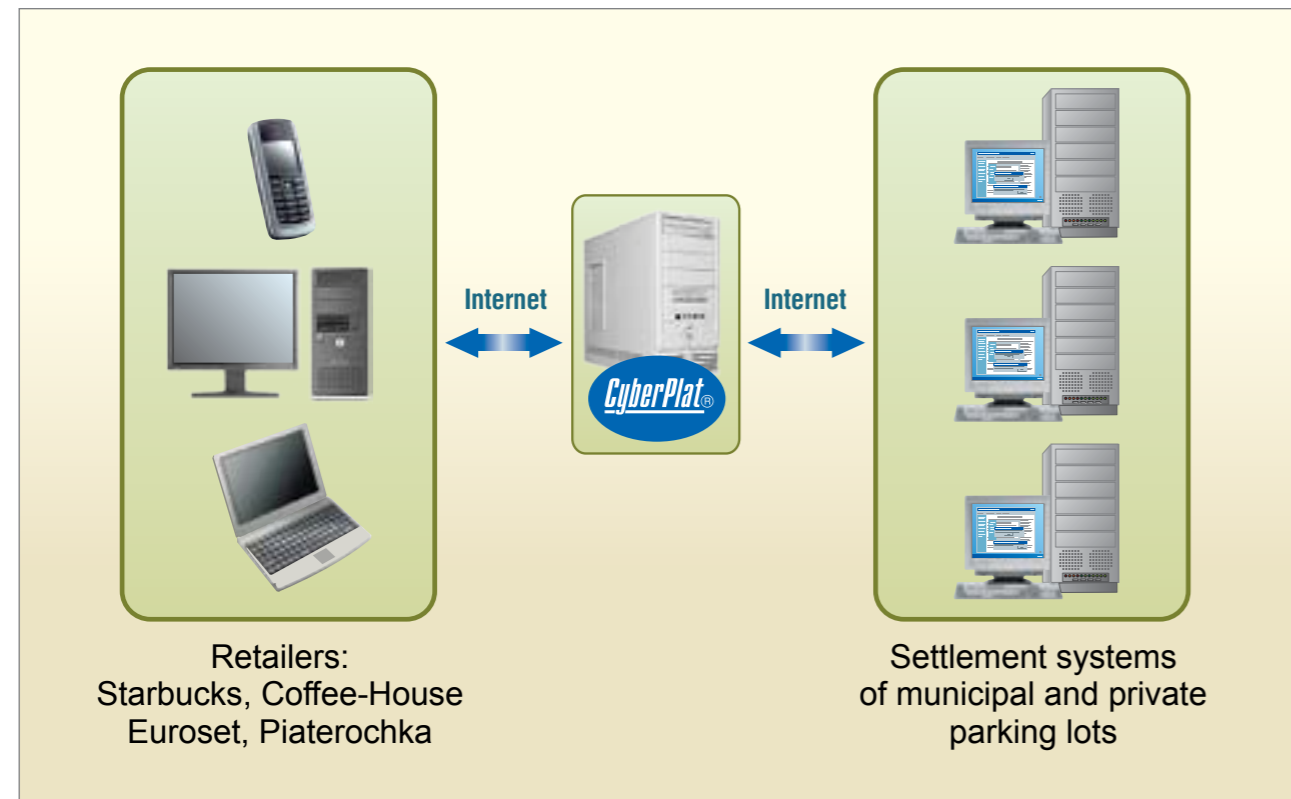 Internet
CyberPlat®
Internet
Retailers:
Starbucks, Coffee-House
Euroset, Piaterochka
Settlement systems
of municipal and private
parking lots